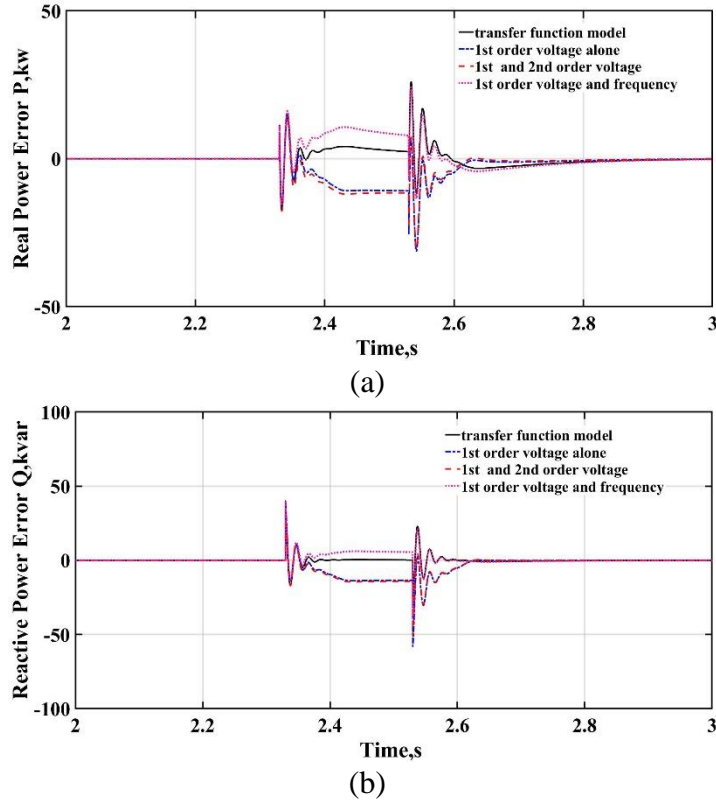 50
transfer function model
1st order voltage alone
1st and 2nd order voltage
1st order voltage and frequency
0
-50
Real Power Error P,kw
2 2.2 2.4 2.6 2.8 3
Time,s
(a)
100
transfer function model
1st order voltage alone
1st and 2nd order voltage
1st order voltage and frequency
50
0
-50
-100
Reactive Power Error Q,kvar
2 2.2 2.4 2.6 2.8 3
Time,s
(b)